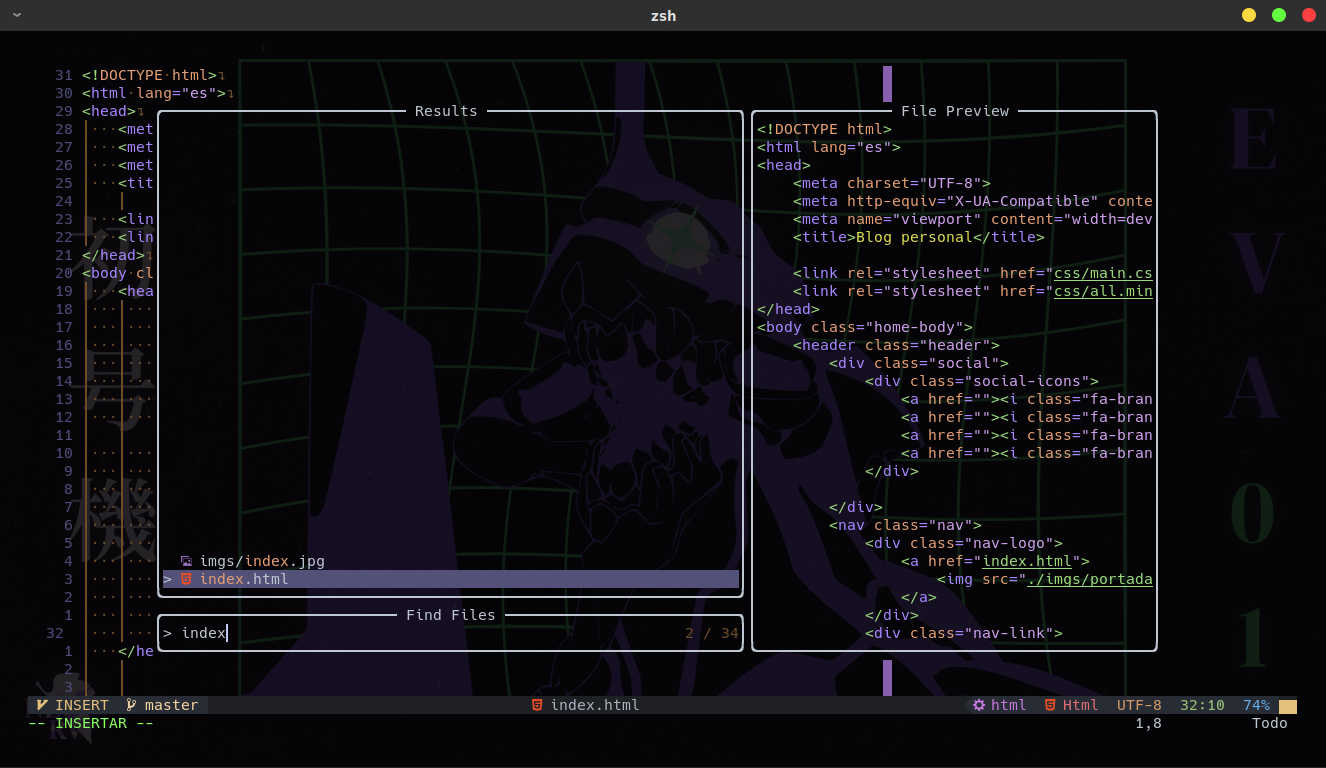 zsh
31 <!DOCTYPE html>
30 <html lang="es">
29 <head>
28 <met
27 <met
26 <met
25 <tit
24
23 <lin
22 <lin
21 </head>
20 <body cl
19 <hea
18
17
16
15
14
13
12
11
10
9
8
7
6
5
4
3
2
1
32
1 </he
2
3
Results
imgs/index.jpg
> index.html
Find Files
> index 2 / 34
File Preview
<!DOCTYPE html>
<html lang="es">
<head>
<meta charset="UTF-8">
<meta http-equiv="X-UA-Compatible" conte
<meta name="viewport" content="width=dev
<title>Blog personal</title>
<link rel="stylesheet" href="css/main.cs
<link rel="stylesheet" href="css/all.min
</head>
<body class="home-body">
<header class="header">
<div class="social">
<div class="social-icons">
<a href=""><i class="fa-bran
<a href=""><i class="fa-bran
<a href=""><i class="fa-bran
<a href=""><i class="fa-bran
</div>
</div>
<nav class="nav">
<div class="nav-logo">
<a href="index.html">
<img src="./imgs/portada
</a>
</div>
<div class="nav-link">
初
号
機
E
V
A
0
1
INSERT master index.html html Html UTF-8 32:10 74%
-- INSERTAR -- 1,8 Todo